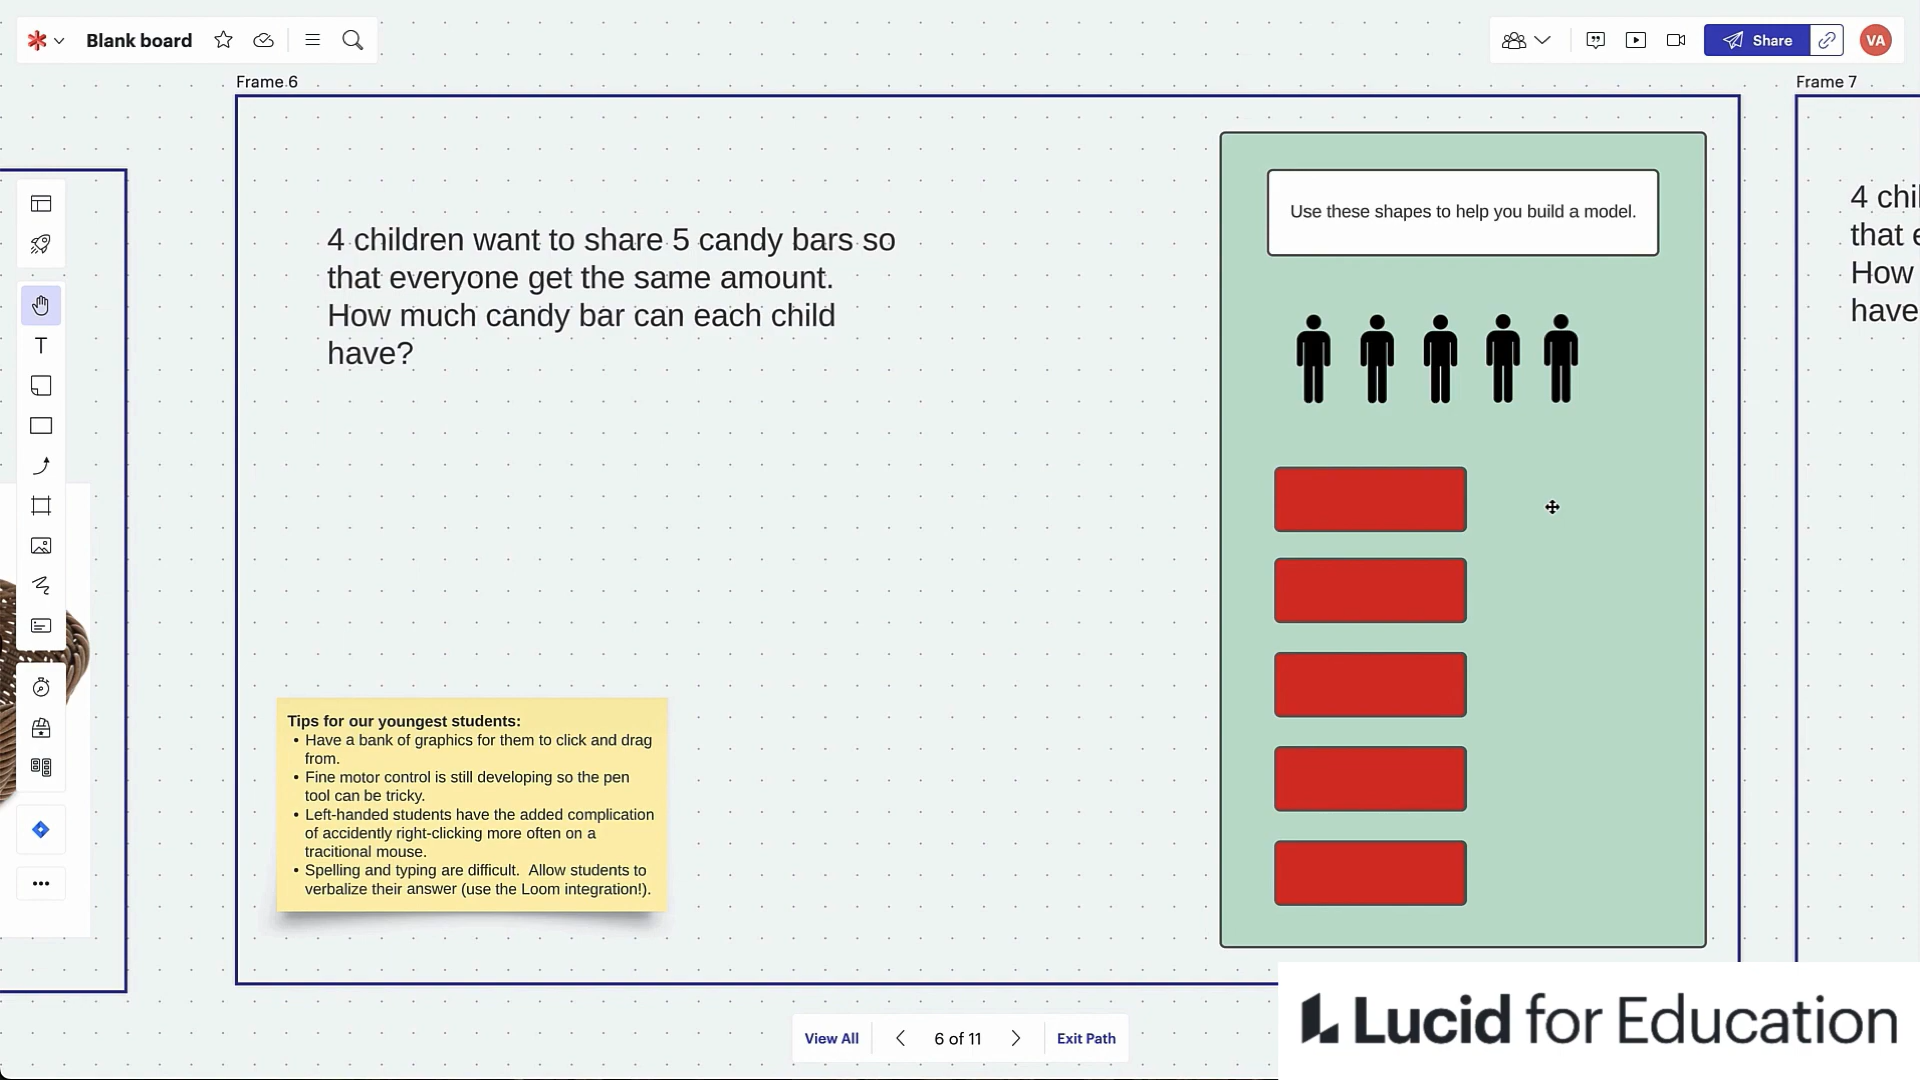 Blank board
Share
VA
Frame 6
Frame 7
4 children want to share 5 candy bars so
that everyone get the same amount.
How much candy bar can each child
have?
Use these shapes to help you build a model.
4 chil
that e
How
have
T
Tips for our youngest students:
• Have a bank of graphics for them to click and drag
from.
• Fine motor control is still developing so the pen
tool can be tricky.
• Left-handed students have the added complication
of accidently right-clicking more often on a
tracitional mouse.
• Spelling and typing are difficult.  Allow students to
verbalize their answer (use the Loom integration!).
View All
6 of 11
Exit Path
Lucid for Education